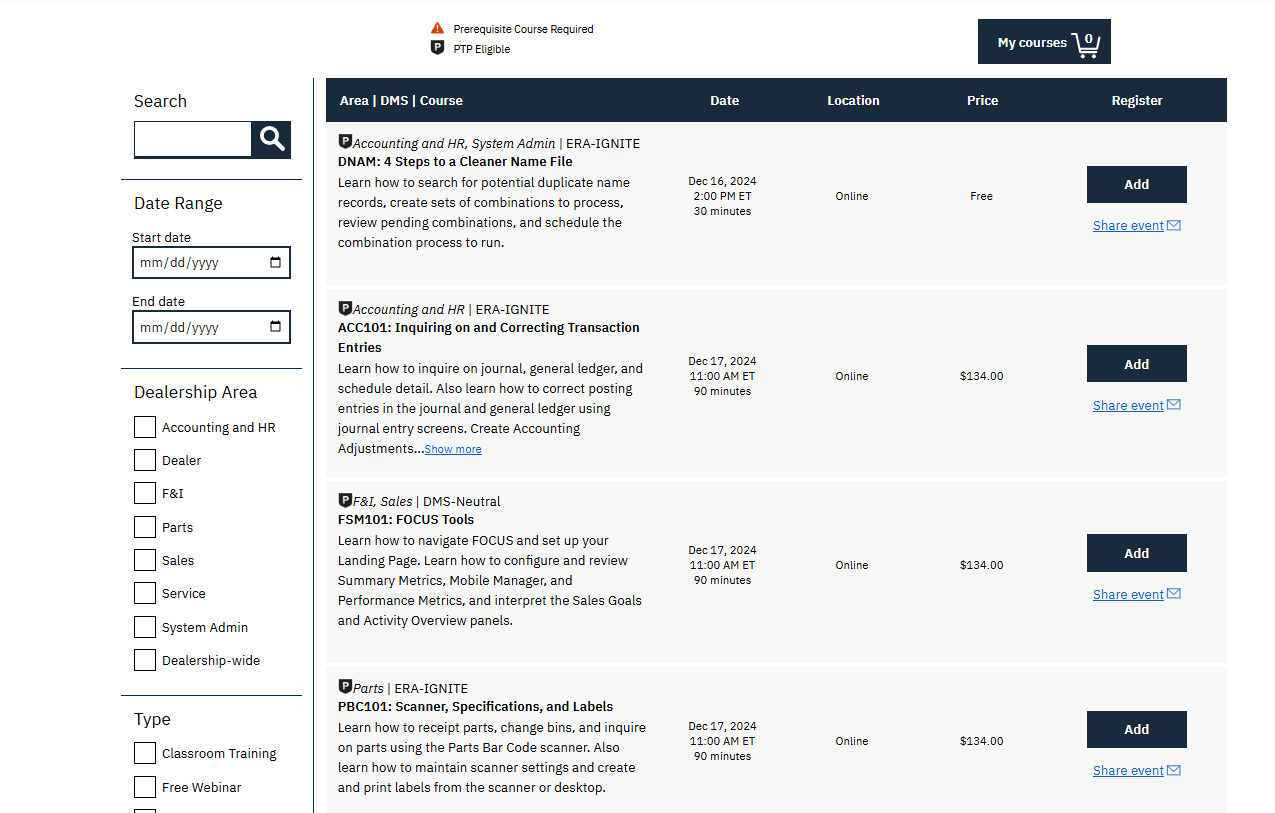 Prerequisite Course Required
PTP Eligible
My courses 0
Search
Date Range
Start date
mm/dd/yyyy
End date
mm/dd/yyyy
Dealership Area
Accounting and HR
Dealer
F&I
Parts
Sales
Service
System Admin
Dealership-wide
Type
Classroom Training
Free Webinar
Area | DMS | Course Date Location Price Register
P Accounting and HR, System Admin | ERA-IGNITE
DNAM: 4 Steps to a Cleaner Name File
Learn how to search for potential duplicate name
records, create sets of combinations to process,
review pending combinations, and schedule the
combination process to run.
Dec 16, 2024
2:00 PM ET
30 minutes
Online
Free
Add
Share event
P Accounting and HR | ERA-IGNITE
ACC101: Inquiring on and Correcting Transaction
Entries
Learn how to inquire on journal, general ledger, and
schedule detail. Also learn how to correct posting
entries in the journal and general ledger using
journal entry screens. Create Accounting
Adjustments...Show more
Dec 17, 2024
11:00 AM ET
90 minutes
Online
$134.00
Add
Share event
P F&I, Sales | DMS-Neutral
FSM101: FOCUS Tools
Learn how to navigate FOCUS and set up your
Landing Page. Learn how to configure and review
Summary Metrics, Mobile Manager, and
Performance Metrics, and interpret the Sales Goals
and Activity Overview panels.
Dec 17, 2024
11:00 AM ET
90 minutes
Online
$134.00
Add
Share event
P Parts | ERA-IGNITE
PBC101: Scanner, Specifications, and Labels
Learn how to receipt parts, change bins, and inquire
on parts using the Parts Bar Code scanner. Also
learn how to maintain scanner settings and create
and print labels from the scanner or desktop.
Dec 17, 2024
11:00 AM ET
90 minutes
Online
$134.00
Add
Share event